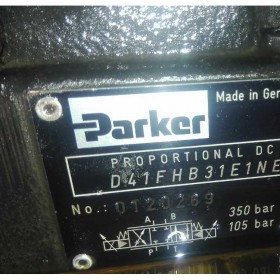 Made in Ger
Parker
PROPORTIONAL DC
D41FHB31E1NE
No.: 0120269
A B
350 bar
P T
105 bar